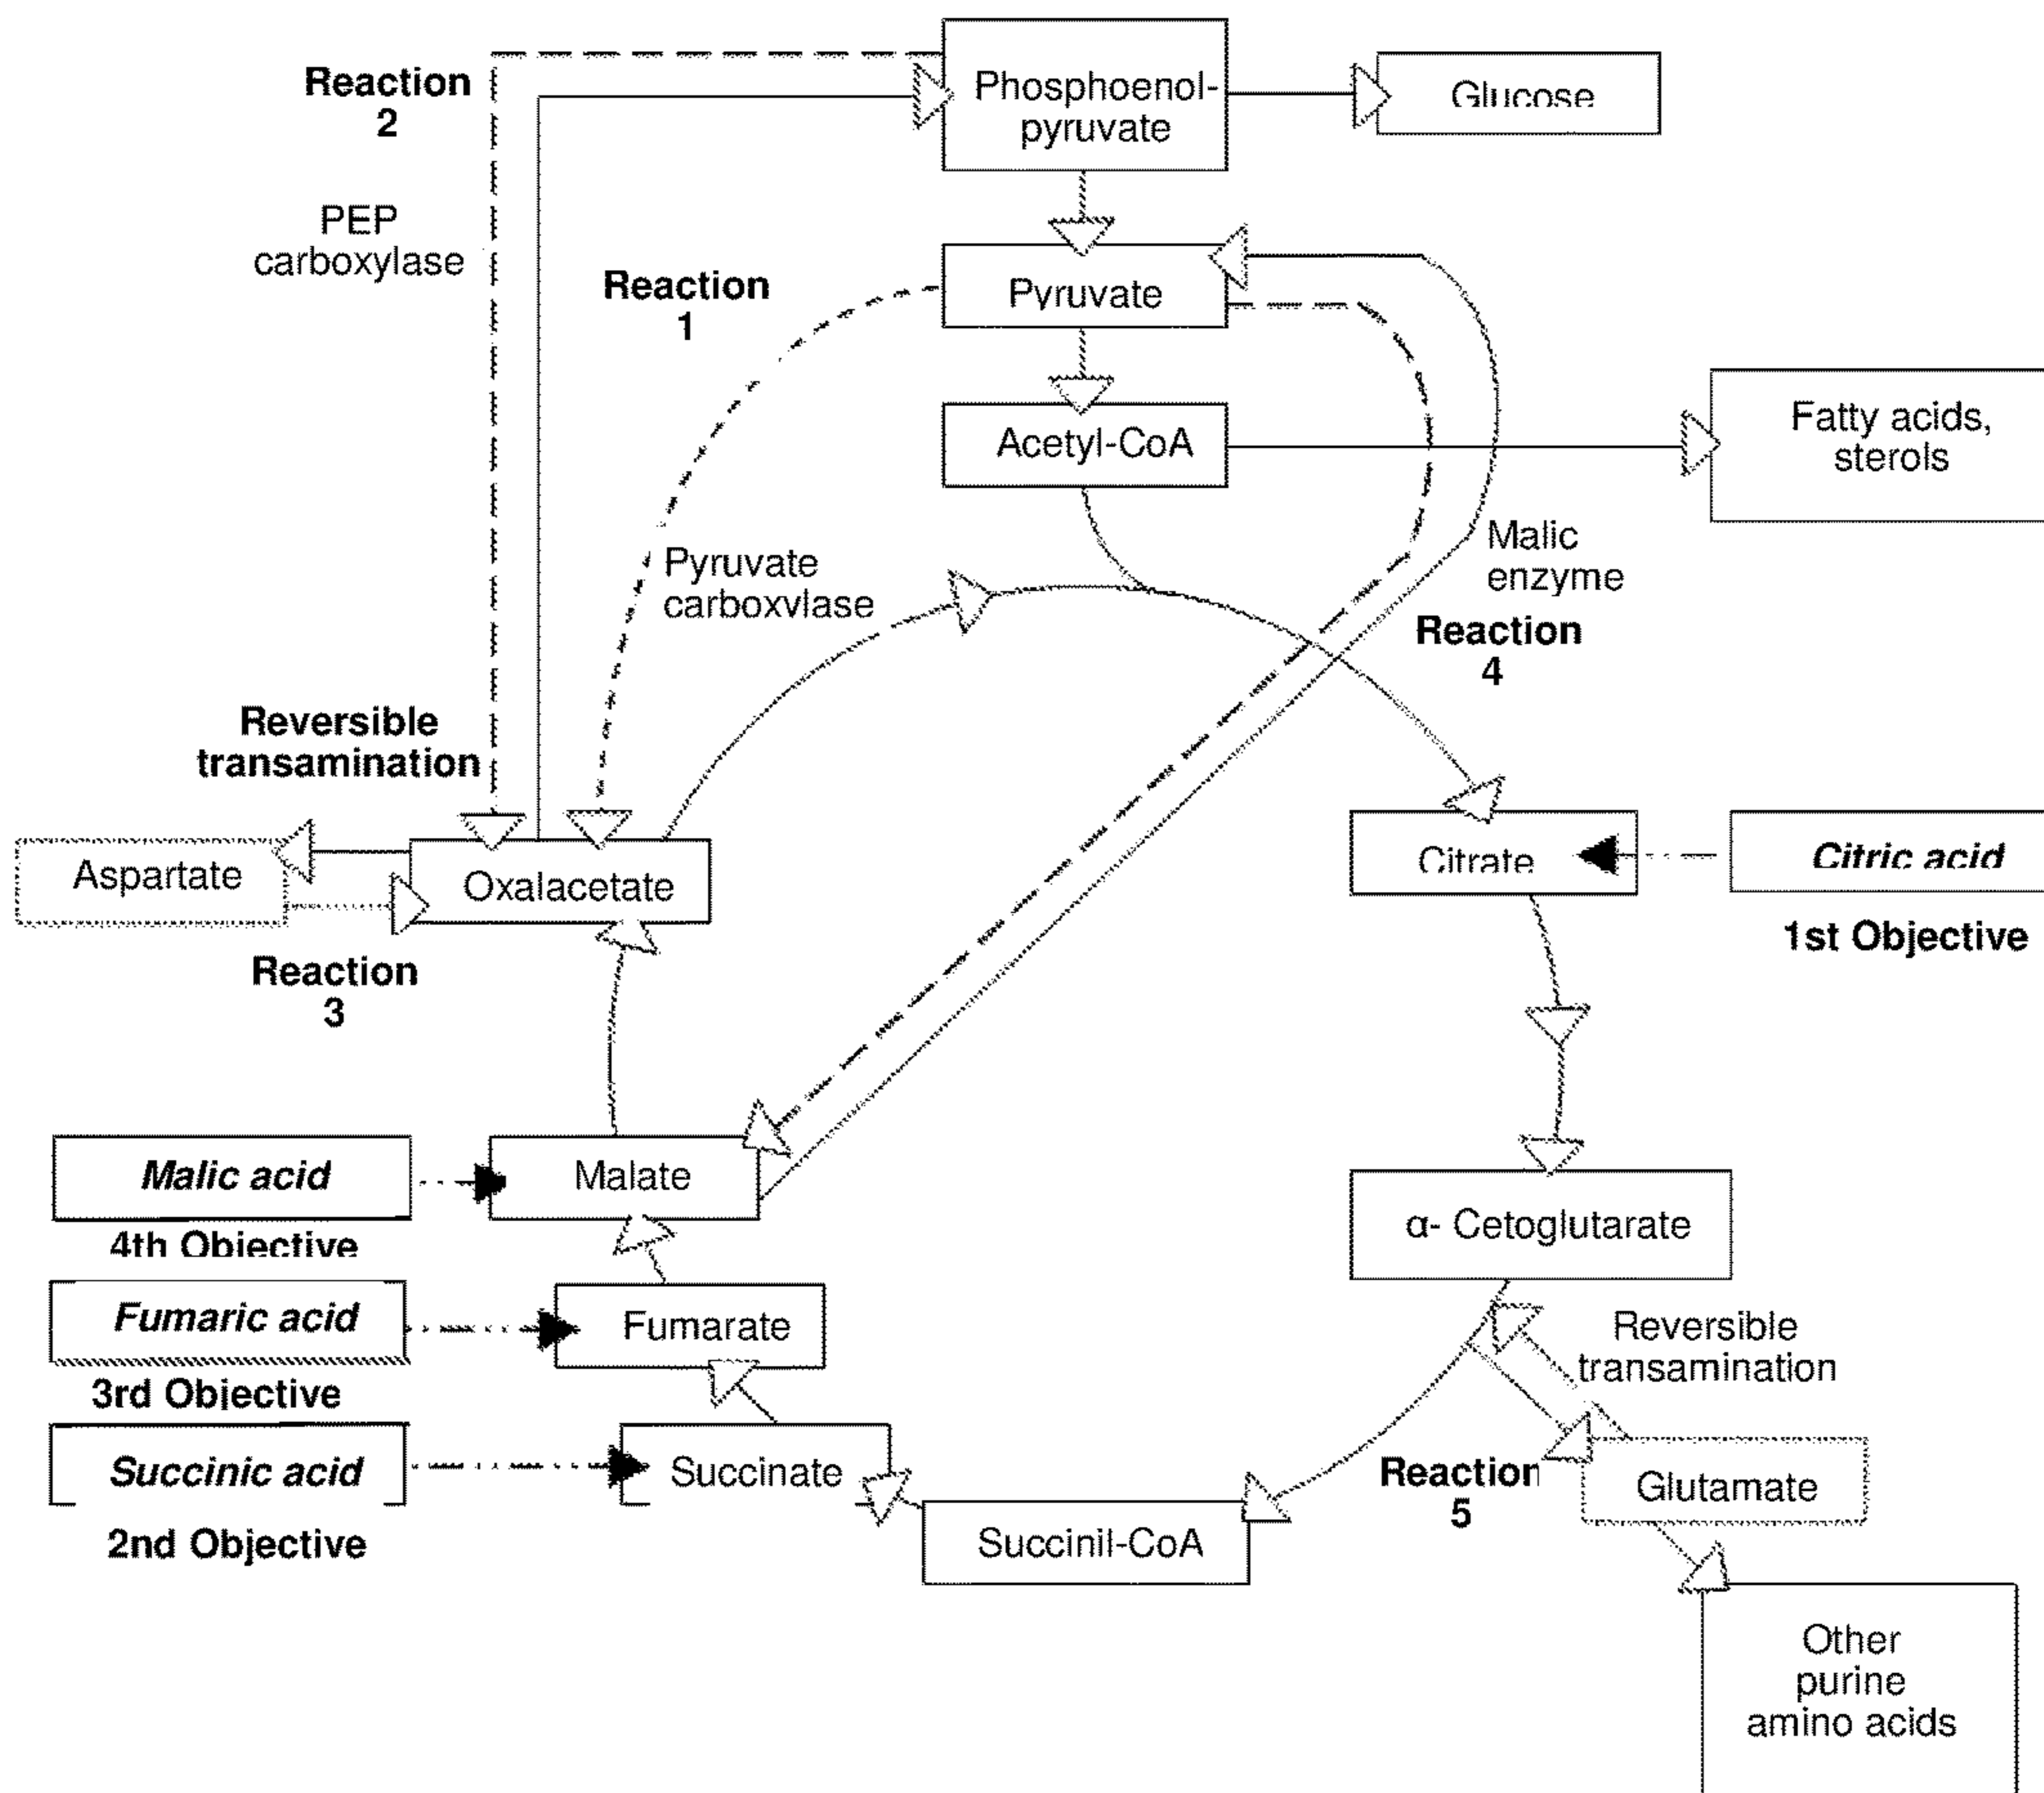 Reaction
2
Phosphoenol-
pyruvate
Glucose
PEP
carboxylase
Reaction
1
Pyruvate
Acetyl-CoA
Fatty acids,
sterols
Pyruvate
carboxylase
Malic
enzyme
Reaction
4
Reversible
transamination
Aspartate
Oxalacetate
Citrate
Citric acid
1st Objective
Reaction
3
Malic acid
4th Objective
Malate
α- Cetoglutarate
Fumaric acid
3rd Objective
Fumarate
Reversible
transamination
Succinic acid
2nd Objective
Succinate
Succinil-CoA
Reaction
5
Glutamate
Other
purine
amino acids